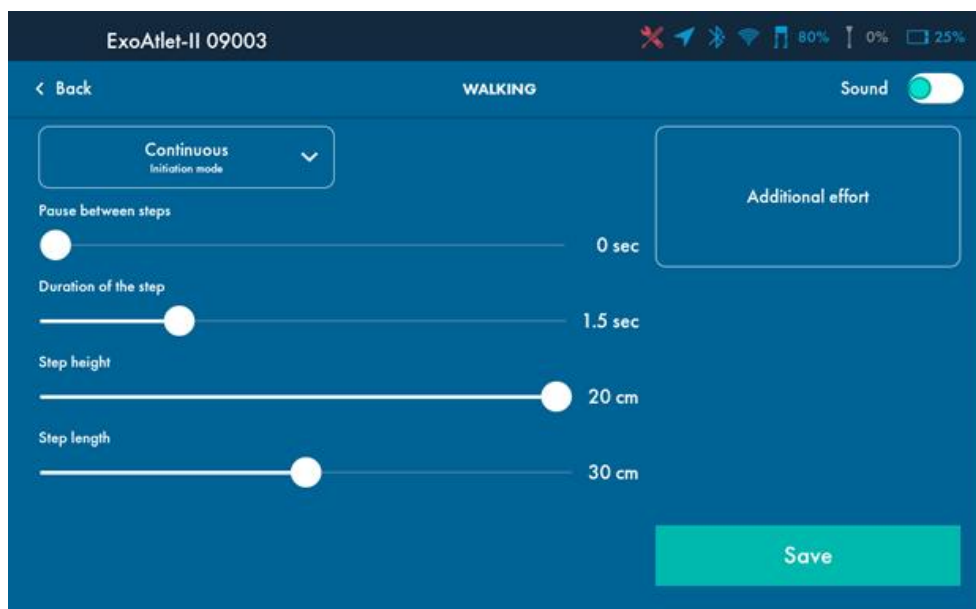 ExoAtlet-II 09003
80% 0% 25%
Back WALKING Sound
Continuous
Initiation mode
Additional effort
Pause between steps
0 sec
Duration of the step
1.5 sec
Step height
20 cm
Step length
30 cm
Save